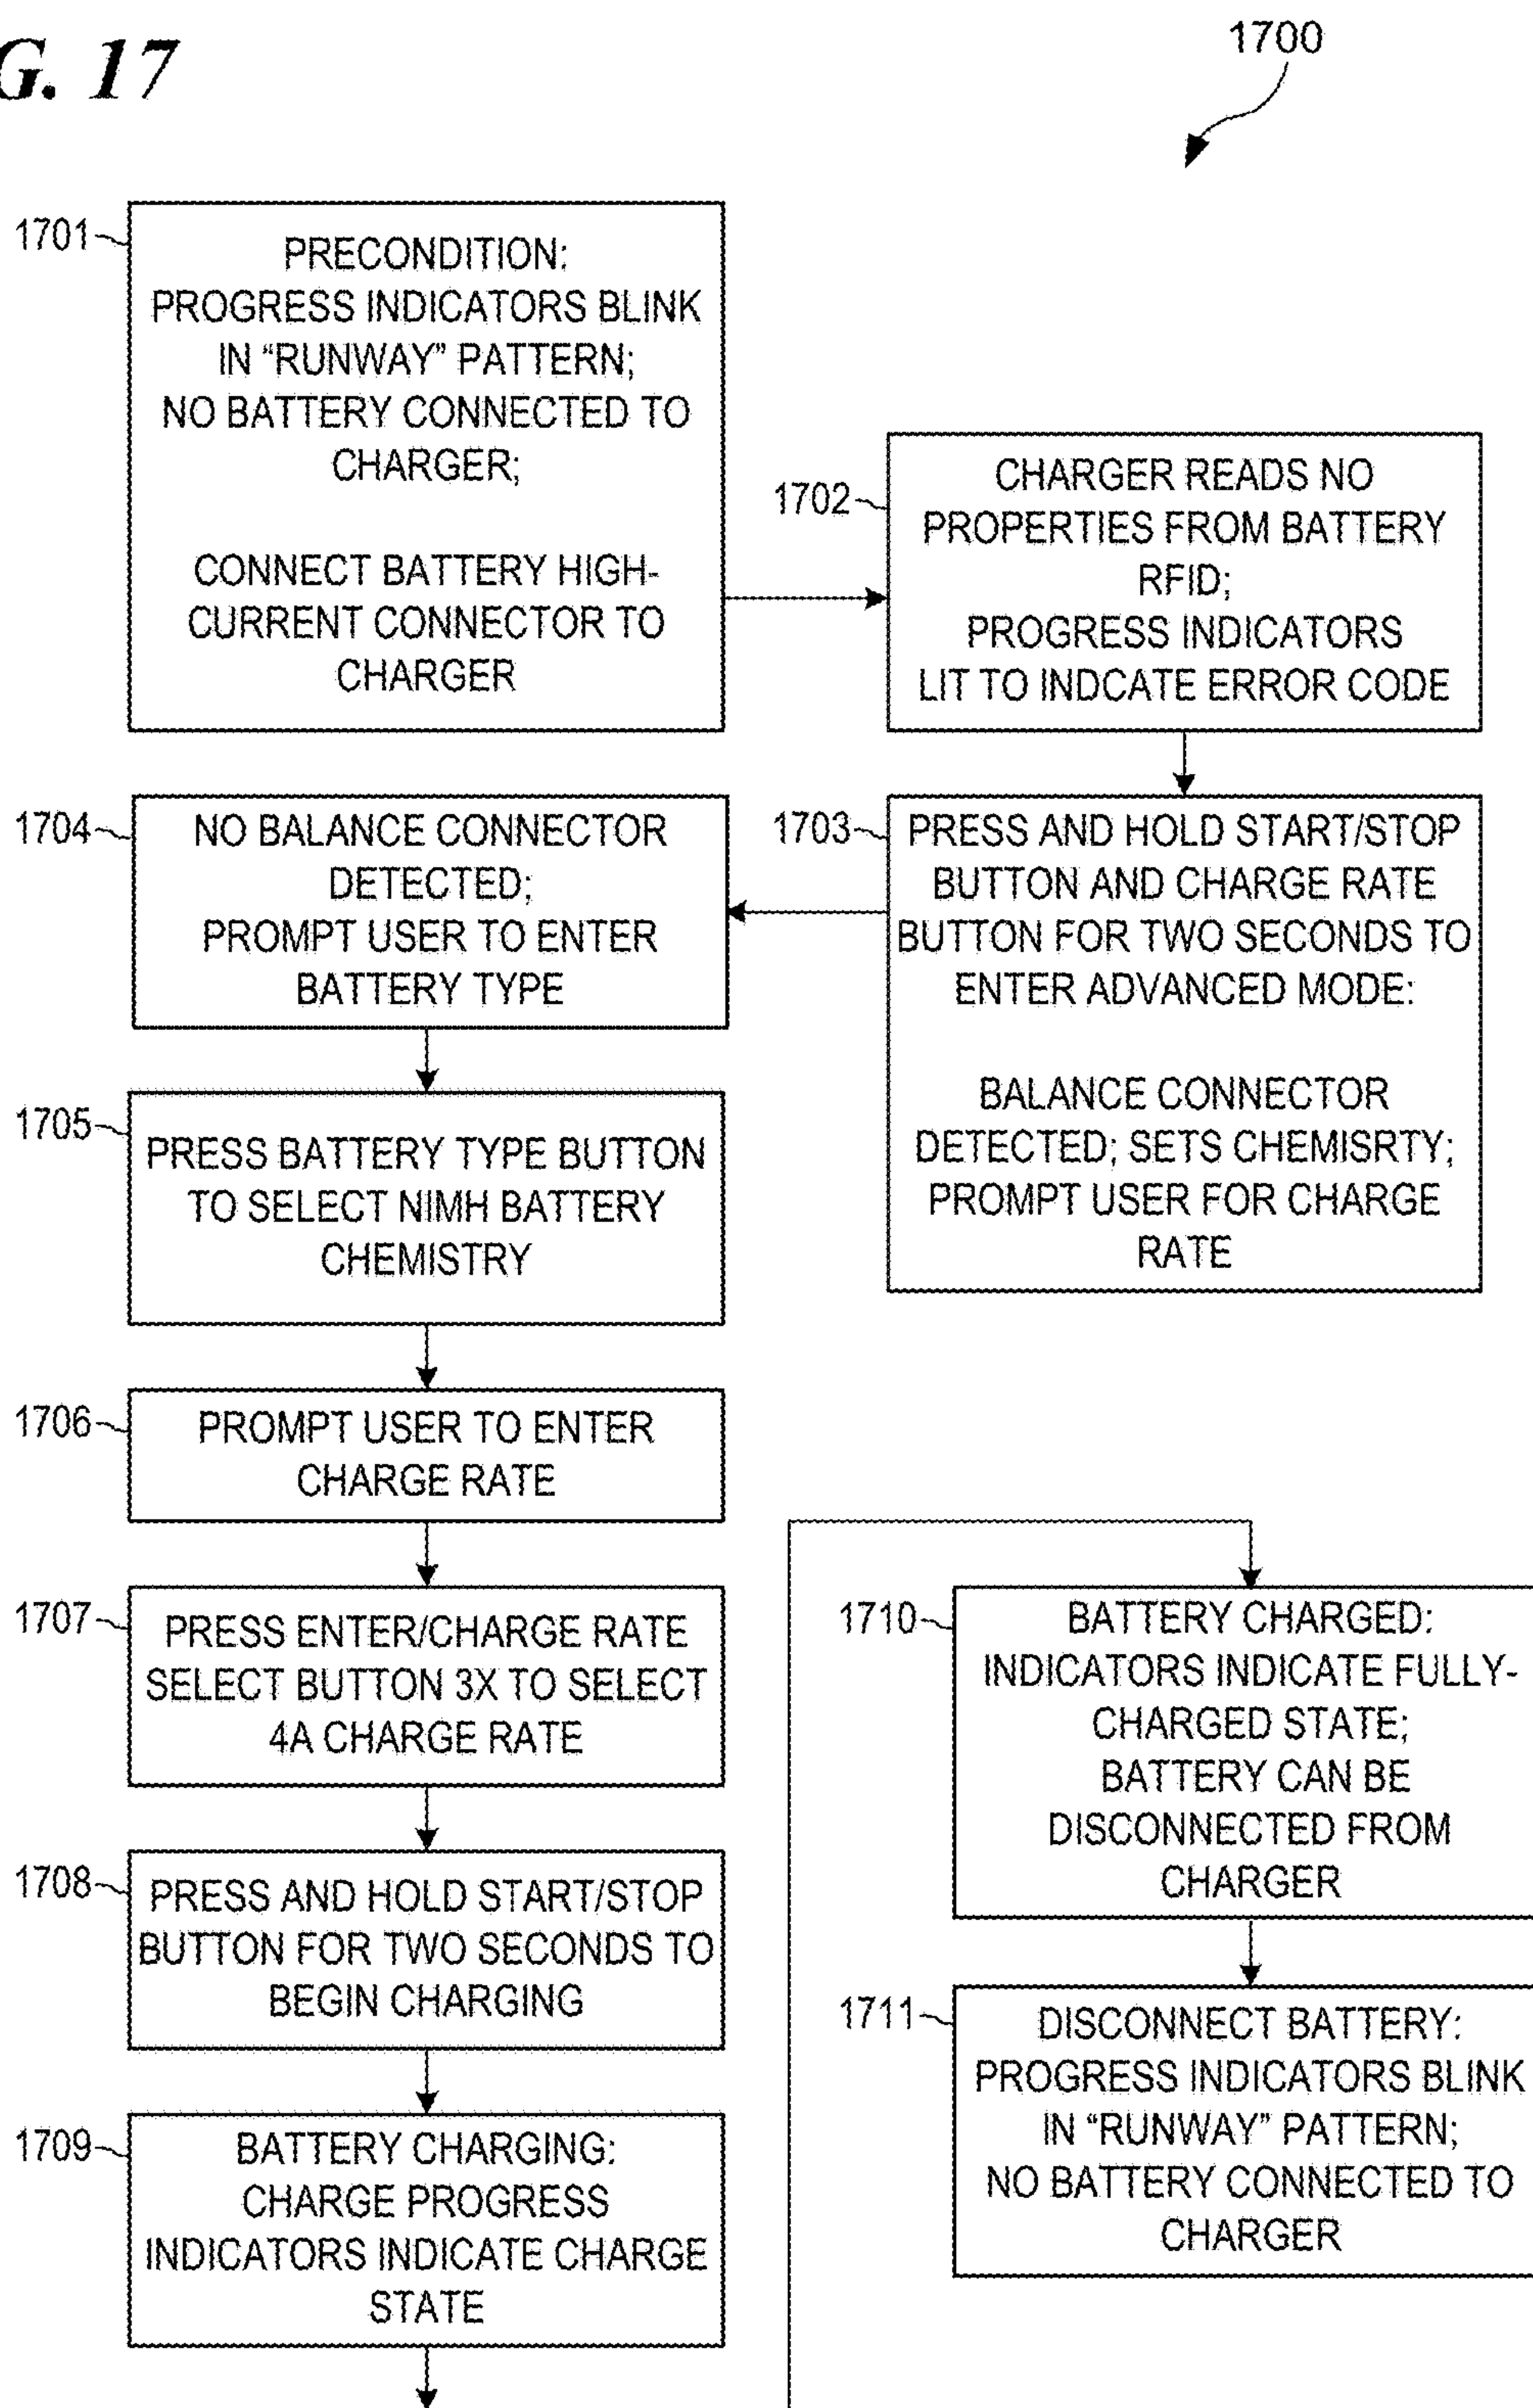 G. 17
1700
1701
PRECONDITION:
PROGRESS INDICATORS BLINK
IN “RUNWAY” PATTERN;
NO BATTERY CONNECTED TO
CHARGER;
CONNECT BATTERY HIGH-
CURRENT CONNECTOR TO
CHARGER
1702
CHARGER READS NO
PROPERTIES FROM BATTERY
RFID;
PROGRESS INDICATORS
LIT TO INDCATE ERROR CODE
1703
PRESS AND HOLD START/STOP
BUTTON AND CHARGE RATE
BUTTON FOR TWO SECONDS TO
ENTER ADVANCED MODE:
BALANCE CONNECTOR
DETECTED; SETS CHEMISRTY;
PROMPT USER FOR CHARGE
RATE
1704
NO BALANCE CONNECTOR
DETECTED;
PROMPT USER TO ENTER
BATTERY TYPE
1705
PRESS BATTERY TYPE BUTTON
TO SELECT NIMH BATTERY
CHEMISTRY
1706
PROMPT USER TO ENTER
CHARGE RATE
1707
PRESS ENTER/CHARGE RATE
SELECT BUTTON 3X TO SELECT
4A CHARGE RATE
1708
PRESS AND HOLD START/STOP
BUTTON FOR TWO SECONDS TO
BEGIN CHARGING
1709
BATTERY CHARGING:
CHARGE PROGRESS
INDICATORS INDICATE CHARGE
STATE
1710
BATTERY CHARGED:
INDICATORS INDICATE FULLY-
CHARGED STATE;
BATTERY CAN BE
DISCONNECTED FROM
CHARGER
1711
DISCONNECT BATTERY:
PROGRESS INDICATORS BLINK
IN “RUNWAY” PATTERN;
NO BATTERY CONNECTED TO
CHARGER